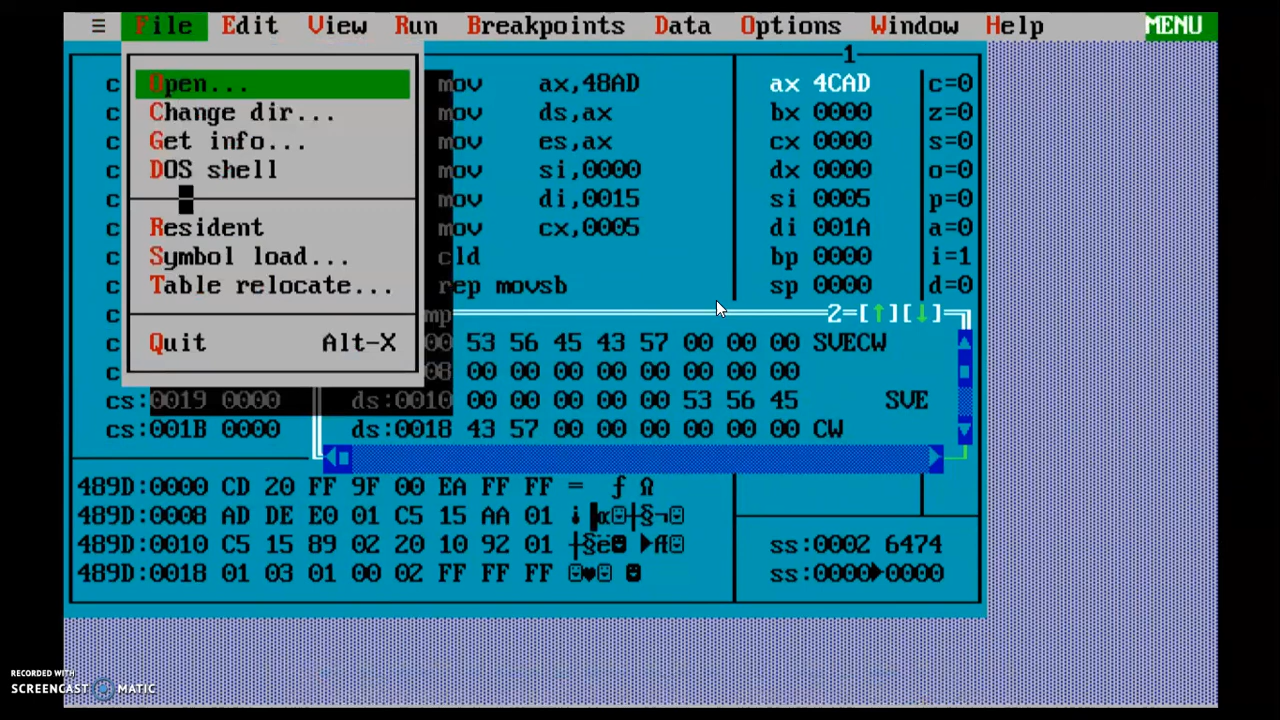 ≡ File Edit View Run Breakpoints Data Options Window Help MENU
1
Open...
Change dir...
Get info...
DOS shell
Resident
Symbol load...
Table relocate...
Quit Alt-X
c mov ax,48AD ax 4CAD c=0
c mov ds,ax bx 0000 z=0
c mov es,ax cx 0000 s=0
c mov si,0000 dx 0000 o=0
c mov di,0015 si 0005 p=0
c mov cx,0005 di 001A a=0
c cld bp 0000 i=1
c rep movsb sp 0000 d=0
c mp 2=[↑][↓]
c 00 53 56 45 43 57 00 00 00 SVECW
c 08 00 00 00 00 00 00 00 00
cs:0019 0000 ds:0010 00 00 00 00 00 53 56 45 SVE
cs:001B 0000 ds:0018 43 57 00 00 00 00 00 00 CW
489D:0000 CD 20 FF 9F 00 EA FF FF = ƒ Ω
489D:0008 AD DE E0 01 C5 15 AA 01
489D:0010 C5 15 89 02 20 10 92 01
489D:0018 01 03 01 00 02 FF FF FF ☺♥☺ ☻
ss:0002 6474
ss:0000►0000
RECORDED WITH
SCREENCAST MATIC